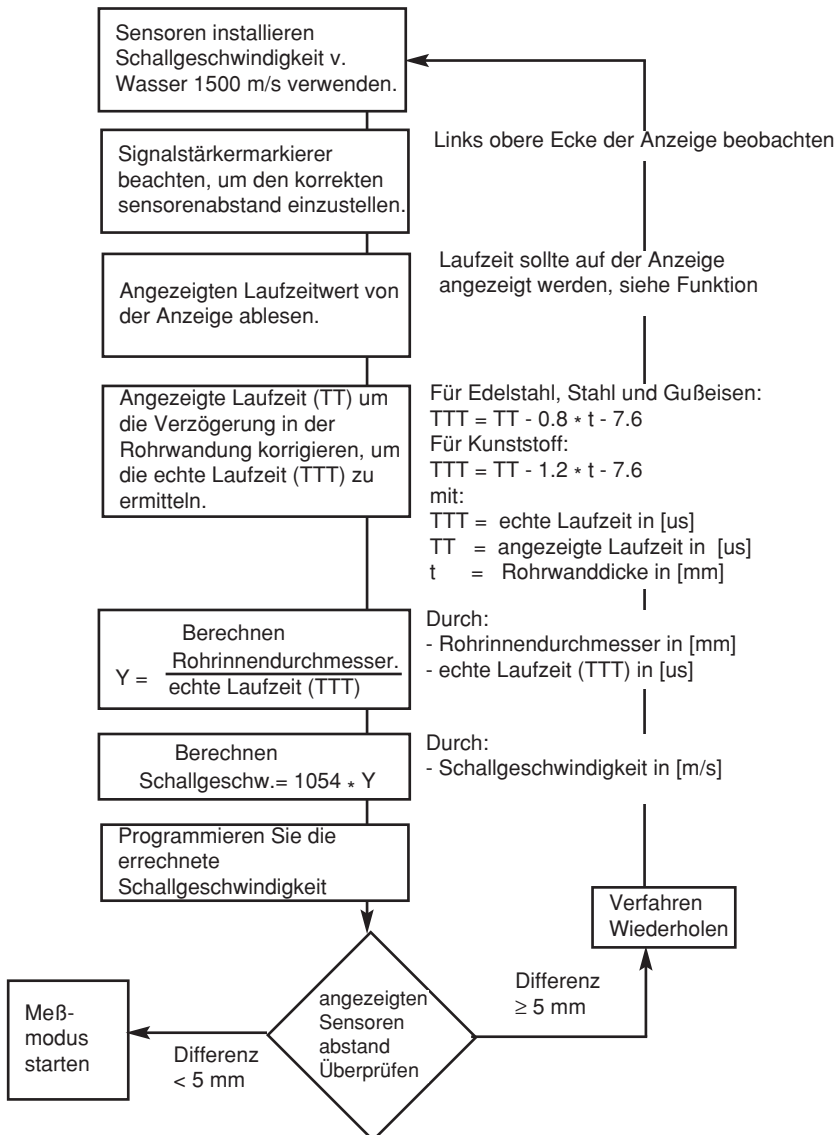 Sensoren installieren
Schallgeschwindigkeit v.
Wasser 1500 m/s verwenden.
Links obere Ecke der Anzeige beobachten
Signalstärkermarkierer
beachten, um den korrekten
sensorenabstand einzustellen.
Laufzeit sollte auf der Anzeige
angezeigt werden, siehe Funktion
Angezeigten Laufzeitwert von
der Anzeige ablesen.
Angezeigte Laufzeit (TT) um
die Verzögerung in der
Rohrwandung korrigieren, um
die echte Laufzeit (TTT) zu
ermitteln.
Für Edelstahl, Stahl und Gußeisen:
TTT = TT - 0.8 * t - 7.6
Für Kunststoff:
TTT = TT - 1.2 * t - 7.6
mit:
TTT = echte Laufzeit in [us]
TT = angezeigte Laufzeit in [us]
t = Rohrwanddicke in [mm]
Berechnen
Y = Rohrinnendurchmesser.
echte Laufzeit (TTT)
Durch:
- Rohrinnendurchmesser in [mm]
- echte Laufzeit (TTT) in [us]
Berechnen
Schallgeschw.= 1054 * Y
Durch:
- Schallgeschwindigkeit in [m/s]
Programmieren Sie die
errechnete
Schallgeschwindigkeit
Verfahren
Wiederholen
angezeigten
Sensoren
abstand
Überprüfen
Differenz
≥ 5 mm
Differenz
< 5 mm
Meß-
modus
starten